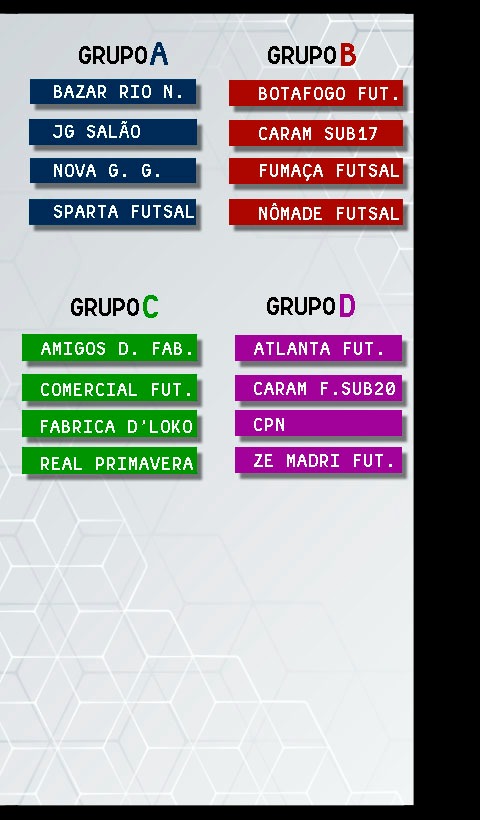 GRUPO A
BAZAR RIO N.
JG SALÃO
NOVA G. G.
SPARTA FUTSAL
GRUPO B
BOTAFOGO FUT.
CARAM SUB17
FUMAÇA FUTSAL
NÔMADE FUTSAL
GRUPO C
AMIGOS D. FAB.
COMERCIAL FUT.
FABRICA D'LOKO
REAL PRIMAVERA
GRUPO D
ATLANTA FUT.
CARAM F.SUB20
CPN
ZE MADRI FUT.